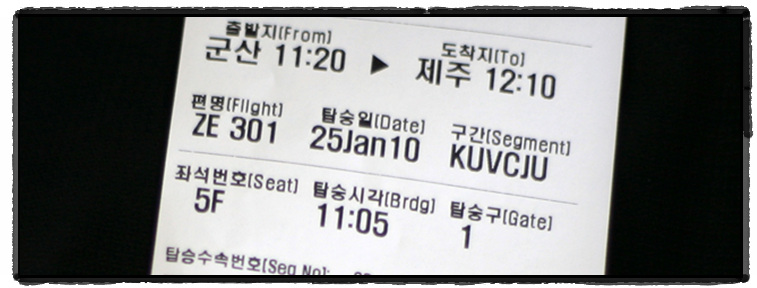 출발지(From) 도착지(To)
군산 11:20 ▶ 제주 12:10
편명(Flight) 탑승일(Date) 구간(Segment)
ZE 301 25Jan10 KUVCJU
좌석번호(Seat) 탑승시각(Brdg) 탑승구(Gate)
5F 11:05 1
탑승수속번호(Seq No):